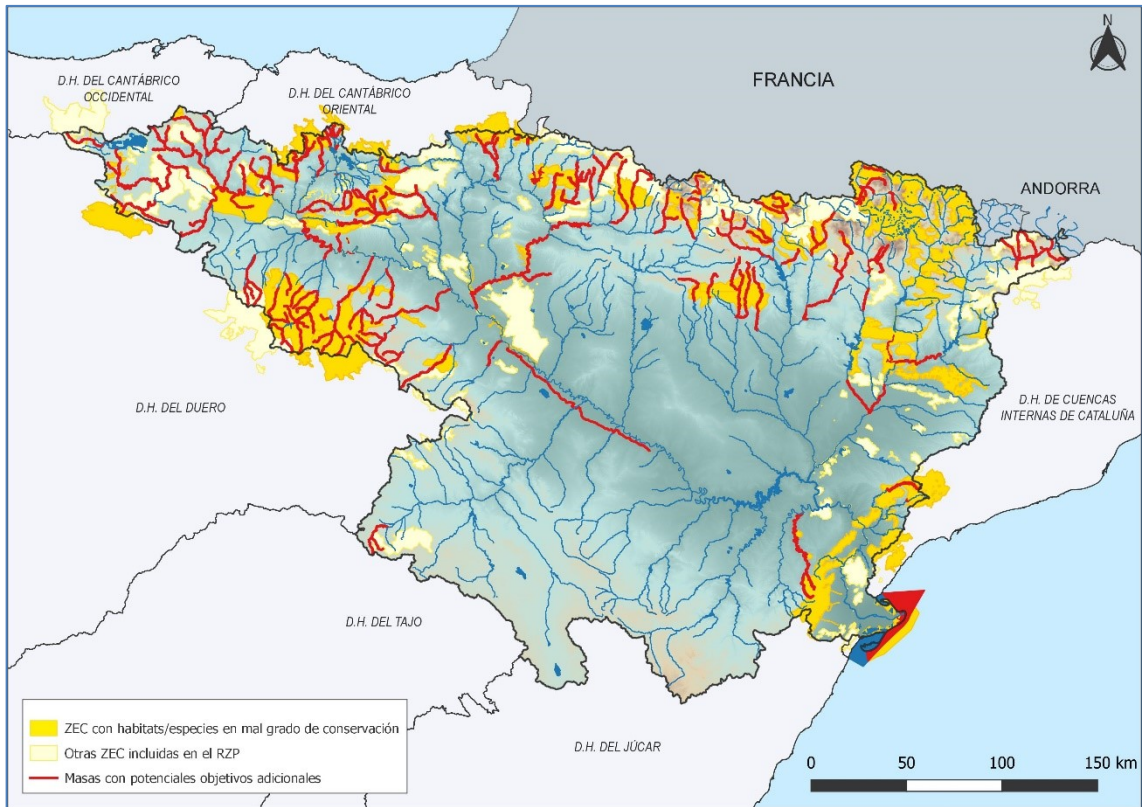 N
FRANCIA
D.H. DEL CANTÁBRICO
OCCIDENTAL
D.H. DEL CANTÁBRICO
ORIENTAL
ANDORRA
D.H. DEL DUERO
D.H. DE CUENCAS
INTERNAS DE CATALUÑA
D.H. DEL TAJO
D.H. DEL JÚCAR
ZEC con habitats/especies en mal grado de conservación
Otras ZEC incluidas en el RZP
Masas con potenciales objetivos adicionales
0 50 100 150 km